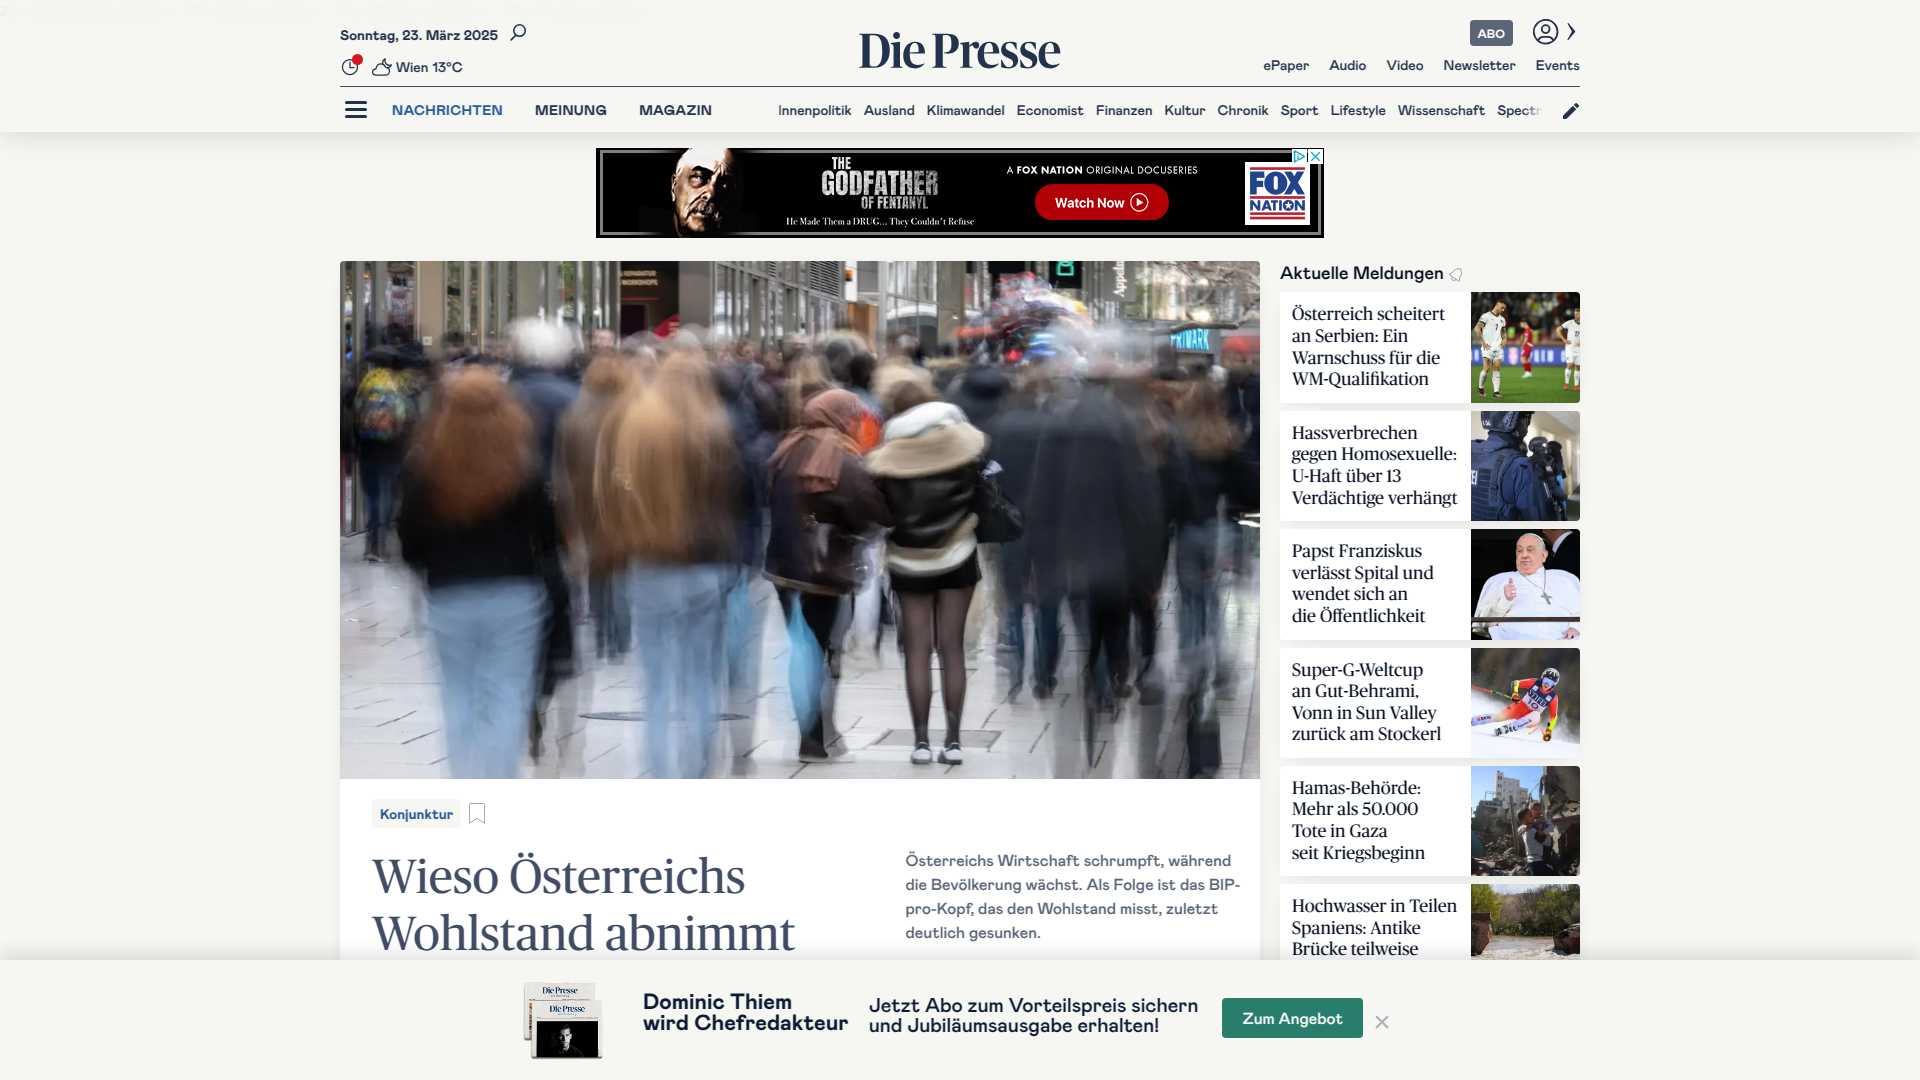 Sonntag, 23. März 2025
Wien 13°C
Die Presse
ABO
ePaper Audio Video Newsletter Events
NACHRICHTEN MEINUNG MAGAZIN
Innenpolitik Ausland Klimawandel Economist Finanzen Kultur Chronik Sport Lifestyle Wissenschaft Spectr
THE
GODFATHER
OF FENTANYL
He Made Them a DRUG... They Couldn't Refuse
A FOX NATION ORIGINAL DOCUSERIES
Watch Now
FOX
NATION
PRIMARK
Konjunktur
Wieso Österreichs
Wohlstand abnimmt
Österreichs Wirtschaft schrumpft, während
die Bevölkerung wächst. Als Folge ist das BIP-
pro-Kopf, das den Wohlstand misst, zuletzt
deutlich gesunken.
Aktuelle Meldungen
Österreich scheitert
an Serbien: Ein
Warnschuss für die
WM-Qualifikation
Hassverbrechen
gegen Homosexuelle:
U-Haft über 13
Verdächtige verhängt
Papst Franziskus
verlässt Spital und
wendet sich an
die Öffentlichkeit
Super-G-Weltcup
an Gut-Behrami,
Vonn in Sun Valley
zurück am Stockerl
Hamas-Behörde:
Mehr als 50.000
Tote in Gaza
seit Kriegsbeginn
Hochwasser in Teilen
Spaniens: Antike
Brücke teilweise
Die Presse
Die Presse
Dominic Thiem
wird Chefredakteur
Jetzt Abo zum Vorteilspreis sichern
und Jubiläumsausgabe erhalten!
Zum Angebot